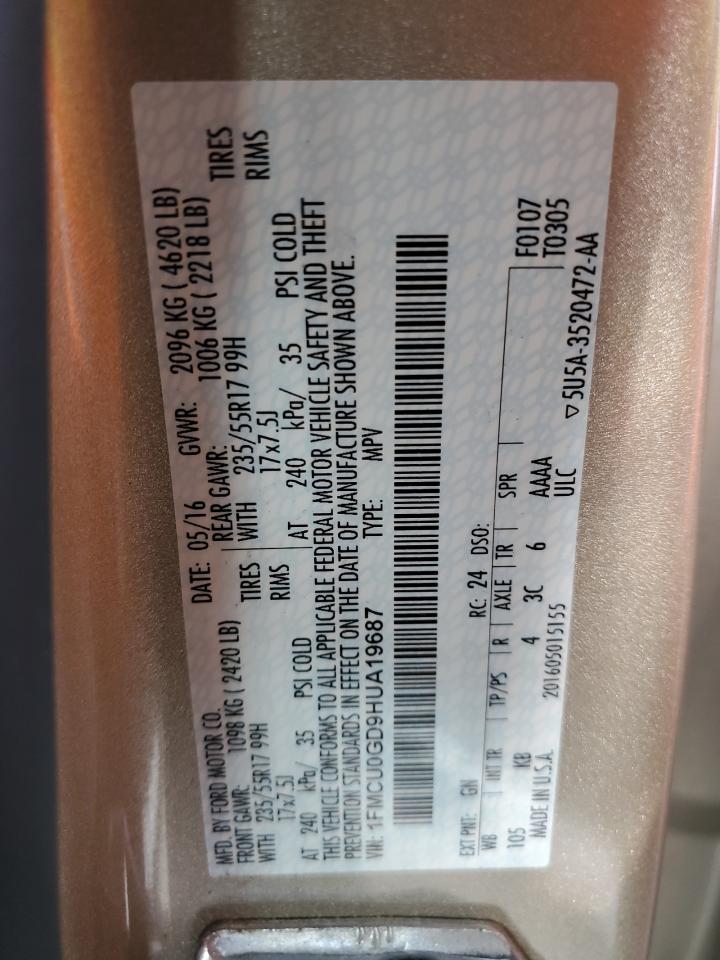 MFD. BY FORD MOTOR CO.
DATE: 05/16 GVWR: 2096 KG ( 4620 LB)
FRONT GAWR: 1098 KG ( 2420 LB) REAR GAWR: 1006 KG ( 2218 LB)
WITH 235/55R17 99H TIRES WITH 235/55R17 99H TIRES
17x7.5J RIMS 17x7.5J RIMS
AT 240 kPa/ 35 PSI COLD AT 240 kPa/ 35 PSI COLD
THIS VEHICLE CONFORMS TO ALL APPLICABLE FEDERAL MOTOR VEHICLE SAFETY AND THEFT
PREVENTION STANDARDS IN EFFECT ON THE DATE OF MANUFACTURE SHOWN ABOVE.
VIN: 1FMCU0GD9HUA19687 TYPE: MPV
EXT PNT: GN RC: 24 DSO:
WB INT TR TP/PS R AXLE TR SPR F0107
105 KB 4 3C 6 AAAA T0305
MADE IN U.S.A. 201605015155 ULC
▽5U5A-3520472-AA